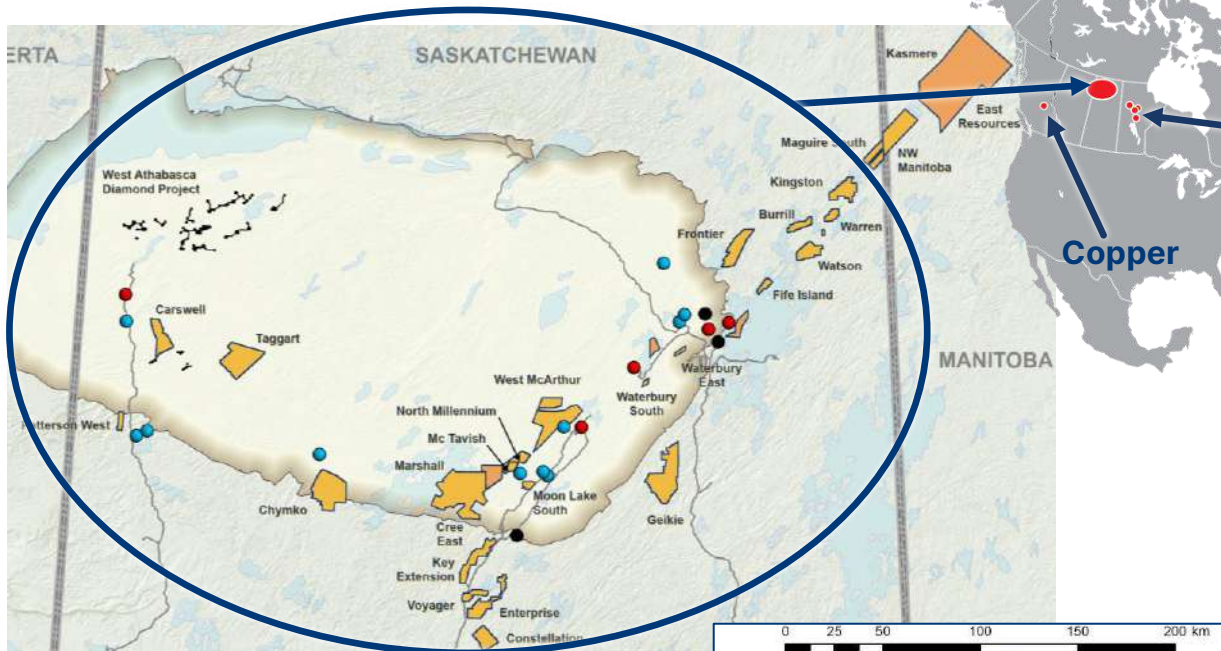 ERTA
SASKATCHEWAN
Kasmere
East
Resources
Maguire South
NW
Manitoba
West Athabasca
Diamond Project
Kingston
Burrill
Warren
Frontier
Watson
Copper
Fife Island
Carswell
Taggart
MANITOBA
Waterbury
East
West McArthur
Waterbury
South
North Millennium
Patterson West
Mc Tavish
Marshall
Moon Lake
South
Chymko
Geikie
Cree
East
Key
Extension
Voyager
Enterprise
Constellation
0 25 50 100 150 200 km